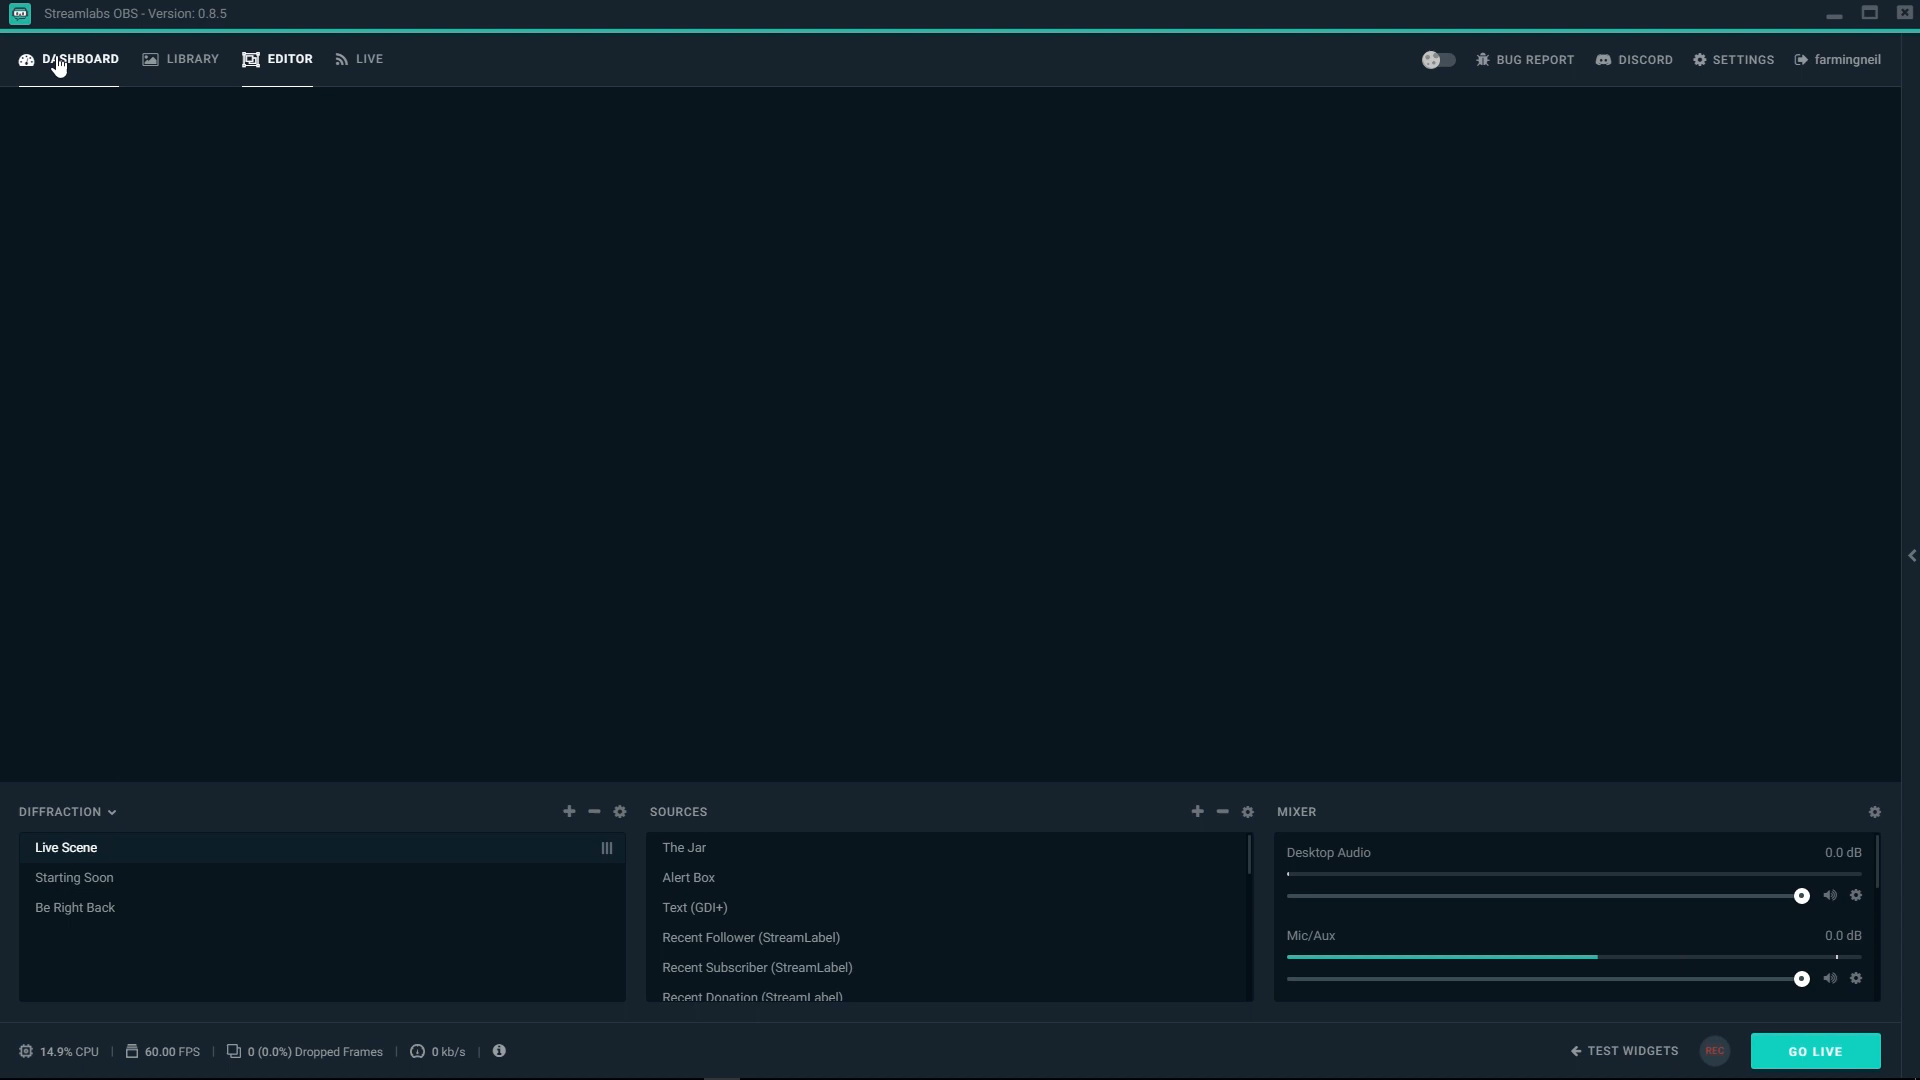 Streamlabs OBS - Version: 0.8.5
DASHBOARD LIBRARY EDITOR LIVE BUG REPORT DISCORD SETTINGS farmingneil
DIFFRACTION SOURCES MIXER
Live Scene
Starting Soon
Be Right Back
The Jar
Alert Box
Text (GDI+)
Recent Follower (StreamLabel)
Recent Subscriber (StreamLabel)
Recent Donation (StreamLabel)
Desktop Audio 0.0 dB
Mic/Aux 0.0 dB
14.9% CPU | 60.00 FPS | 0 (0.0%) Dropped Frames | 0 kb/s | TEST WIDGETS REC GO LIVE